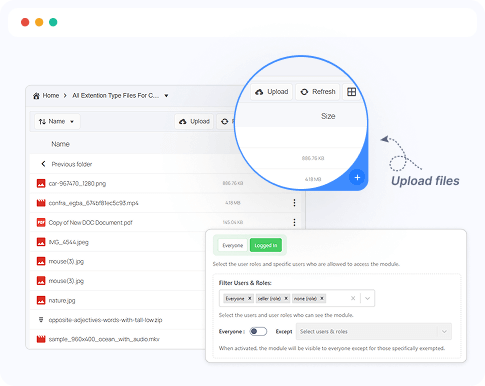 Home > All Extention Type Files For C...
Name
Upload
Upload Refresh
Size
Name
Previous folder
car-967470_1280.png 886.76 KB
886.76 KB
contra_egba_674bf81ec5c93.mp4 4.18 MB
4.18 MB
Upload files
Copy of New DOC Document.pdf 145.04 KB
IMG_4544.jpeg
mouse(3).jpg
mouse(3).jpg
nature.jpg
opposite-adjectives-words-with-tall-low.zip
sample_960x400_ocean_with_audio.mkv
Everyone Logged In
Select the user roles and specific users who are allowed to access the module.
Filter Users & Roles:
Everyone × seller (role) × none (role) ×
Select the users and user roles who can see the module.
Everyone : Except Select users & roles
When activated, the module will be visible to everyone except for those specifically exempted.